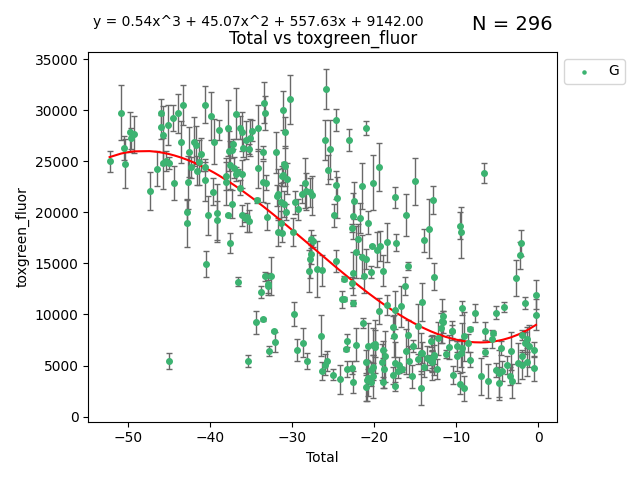 y = 0.54x^3 + 45.07x^2 + 557.63x + 9142.00
N = 296
Total vs toxgreen_fluor
G
toxgreen_fluor
35000
30000
25000
20000
15000
10000
5000
0
−50
−40
−30
−20
−10
0
Total